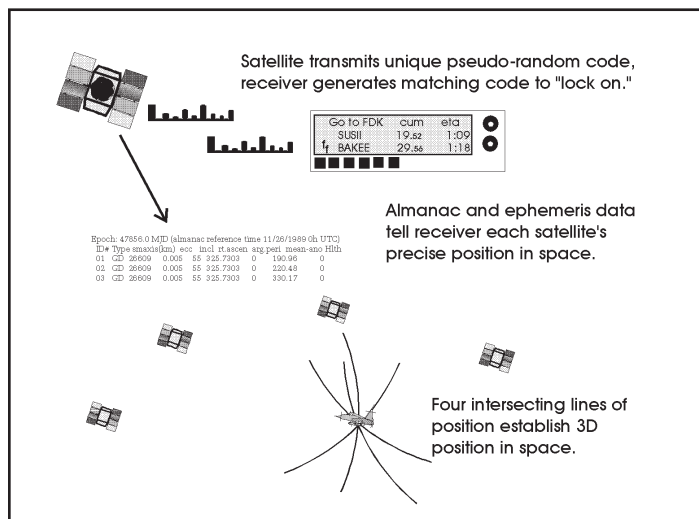 Satellite transmits unique pseudo-random code,
receiver generates matching code to "lock on."
Go to FDK cum eta
SUSII 19.52 1:09
BAKEE 29.56 1:18
Almanac and ephemeris data
tell receiver each satellite's
precise position in space.
Epoch: 47856.0 MJD (almanac reference time 11/26/1989 0h UTC)
ID# Type smaxis(km) ecc incl rt.ascen arg.peri mean-ano Hlth
01 GD 26609 0.005 55 325.7303 0 190.96 0
02 GD 26609 0.005 55 325.7303 0 220.48 0
03 GD 26609 0.005 55 325.7303 0 330.17 0
Four intersecting lines of
position establish 3D
position in space.